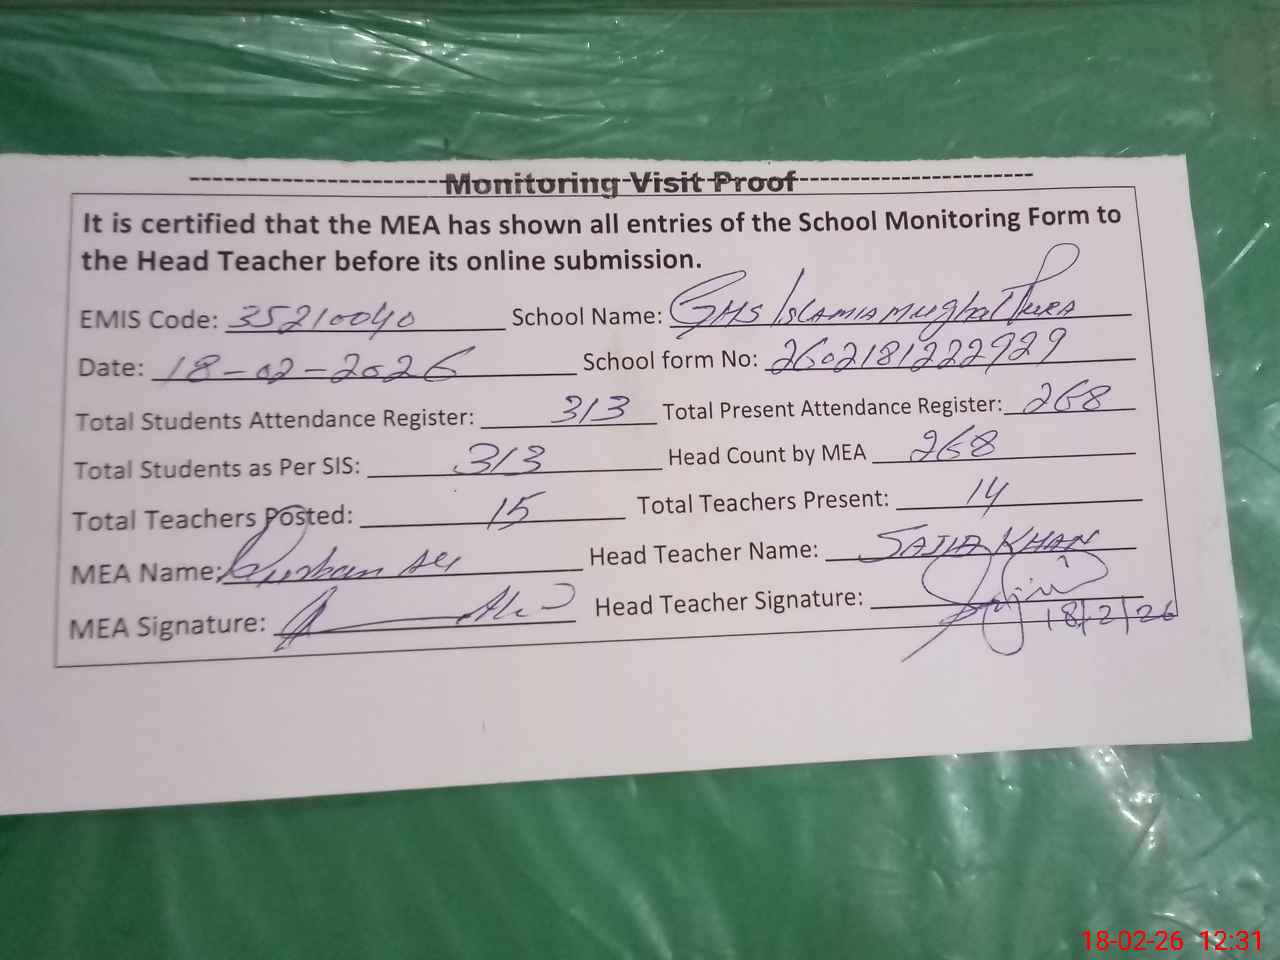 Monitoring Visit Proof
It is certified that the MEA has shown all entries of the School Monitoring Form to
the Head Teacher before its online submission.
EMIS Code: 35210040 School Name: GHS Islamia Mughal Pura
Date: 18-02-2026 School form No: 2602181222929
Total Students Attendance Register: 313 Total Present Attendance Register: 268
Total Students as Per SIS: 313 Head Count by MEA 268
Total Teachers Posted: 15 Total Teachers Present: 14
MEA Name: Qurban Ali Head Teacher Name: SAJID KHAN
MEA Signature: Head Teacher Signature:
18/2/26
18-02-26 12:31